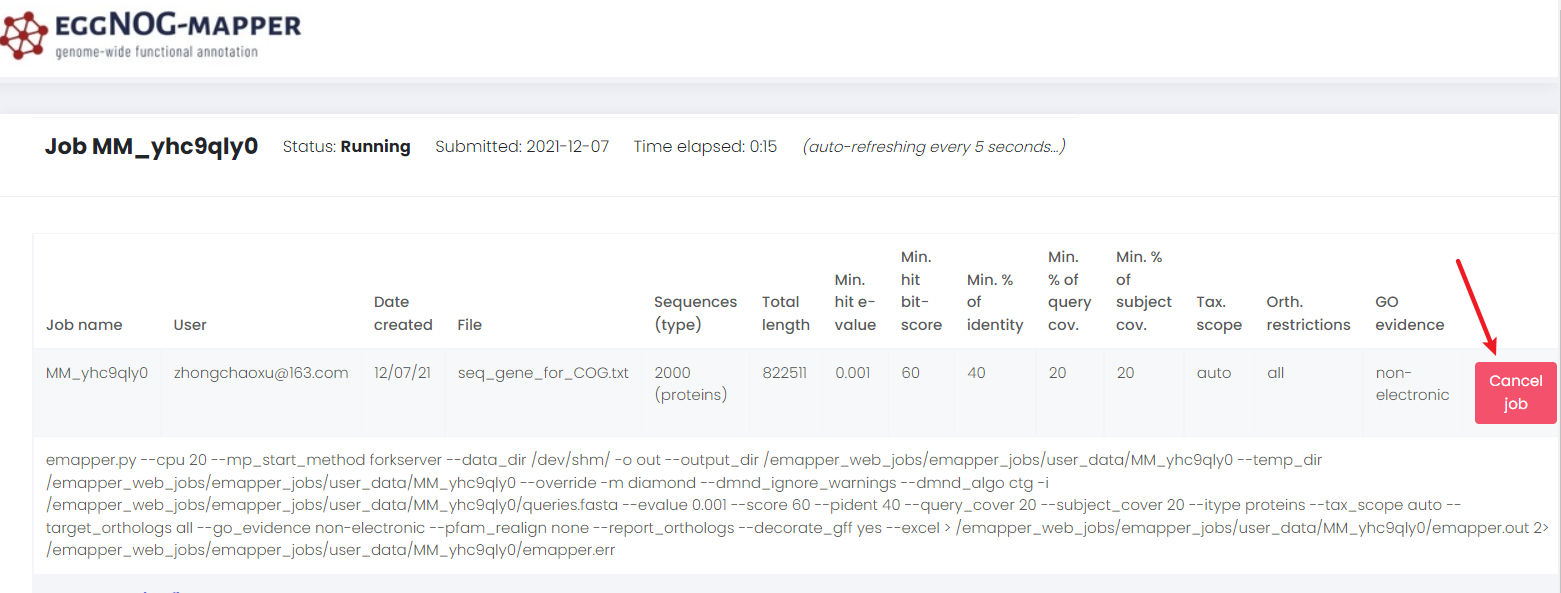 EGGNOG-MAPPER
genome-wide functional annotation
Job MM_yhc9qly0 Status: Running Submitted: 2021-12-07 Time elapsed: 0:15 (auto-refreshing every 5 seconds...)
Job name
User
Date
created
File
Sequences
(type)
Total
length
Min.
hit e-
value
Min.
hit
bit-
score
Min. %
of
identity
Min.
% of
query
cov.
Min. %
of
subject
cov.
Tax.
scope
Orth.
restrictions
GO
evidence
MM_yhc9qly0
zhongchaoxu@163.com
12/07/21
seq_gene_for_COG.txt
2000
(proteins)
822511
0.001
60
40
20
20
auto
all
non-
electronic
Cancel
job
emapper.py --cpu 20 --mp_start_method forkserver --data_dir /dev/shm/ -o out --output_dir /emapper_web_jobs/emapper_jobs/user_data/MM_yhc9qly0 --temp_dir
/emapper_web_jobs/emapper_jobs/user_data/MM_yhc9qly0 --override -m diamond --dmnd_ignore_warnings --dmnd_algo ctg -i
/emapper_web_jobs/emapper_jobs/user_data/MM_yhc9qly0/queries.fasta --evalue 0.001 --score 60 --pident 40 --query_cover 20 --subject_cover 20 --itype proteins --tax_scope auto --
target_orthologs all --go_evidence non-electronic --pfam_realign none --report_orthologs --decorate_gff yes --excel > /emapper_web_jobs/emapper_jobs/user_data/MM_yhc9qly0/emapper.out 2>
/emapper_web_jobs/emapper_jobs/user_data/MM_yhc9qly0/emapper.err